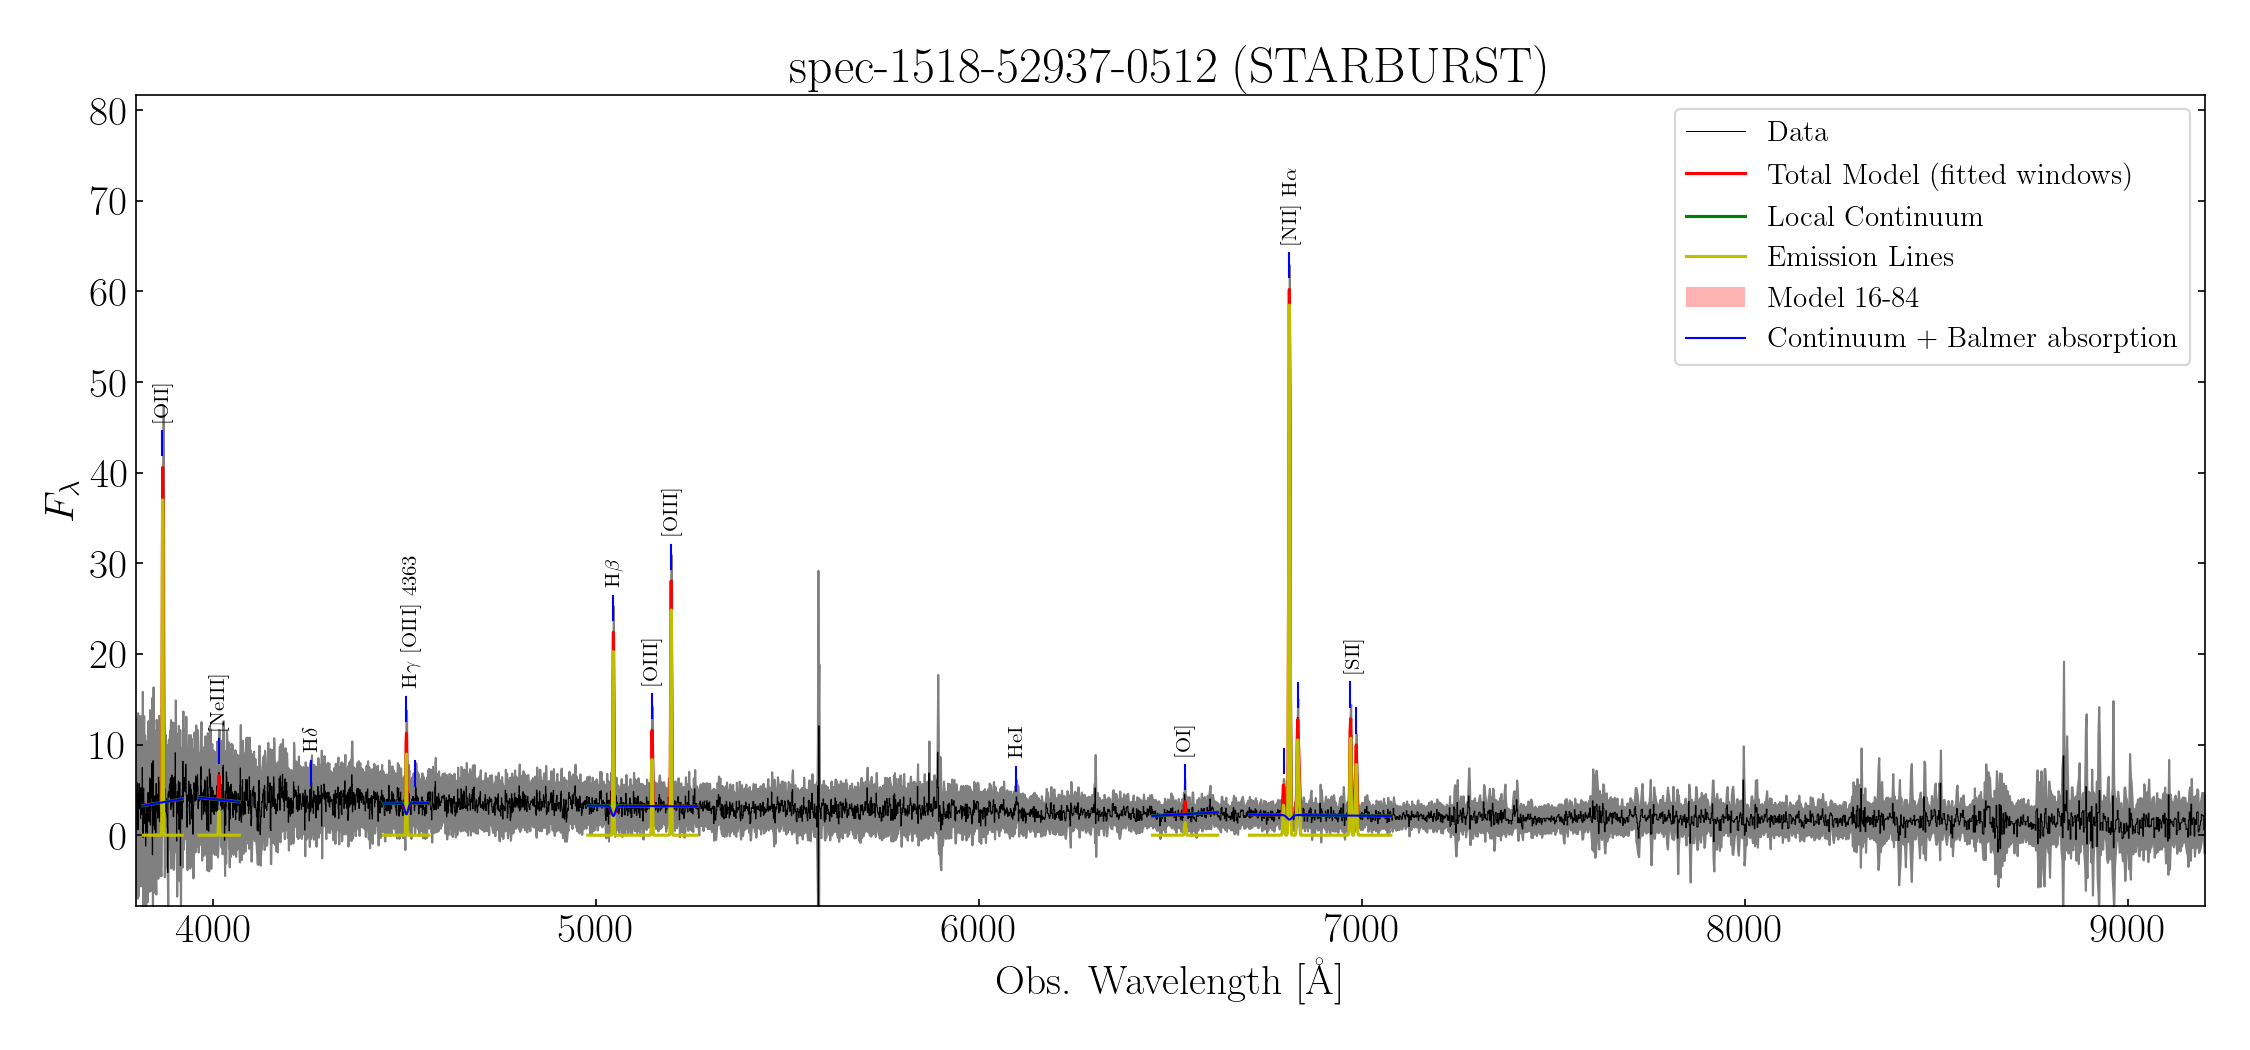 spec-1518-52937-0512 (STARBURST)
Data
Total Model (fitted windows)
Local Continuum
Emission Lines
Model 16-84
Continuum + Balmer absorption
80
70
60
50
40
30
20
10
0
Fλ
[OII]
[NeIII]
Hδ
Hγ [OIII] 4363
Hβ
[OIII]
[OIII]
HeI
[OI]
[NII] Hα
[SII]
4000 5000 6000 7000 8000 9000
Obs. Wavelength [Å]